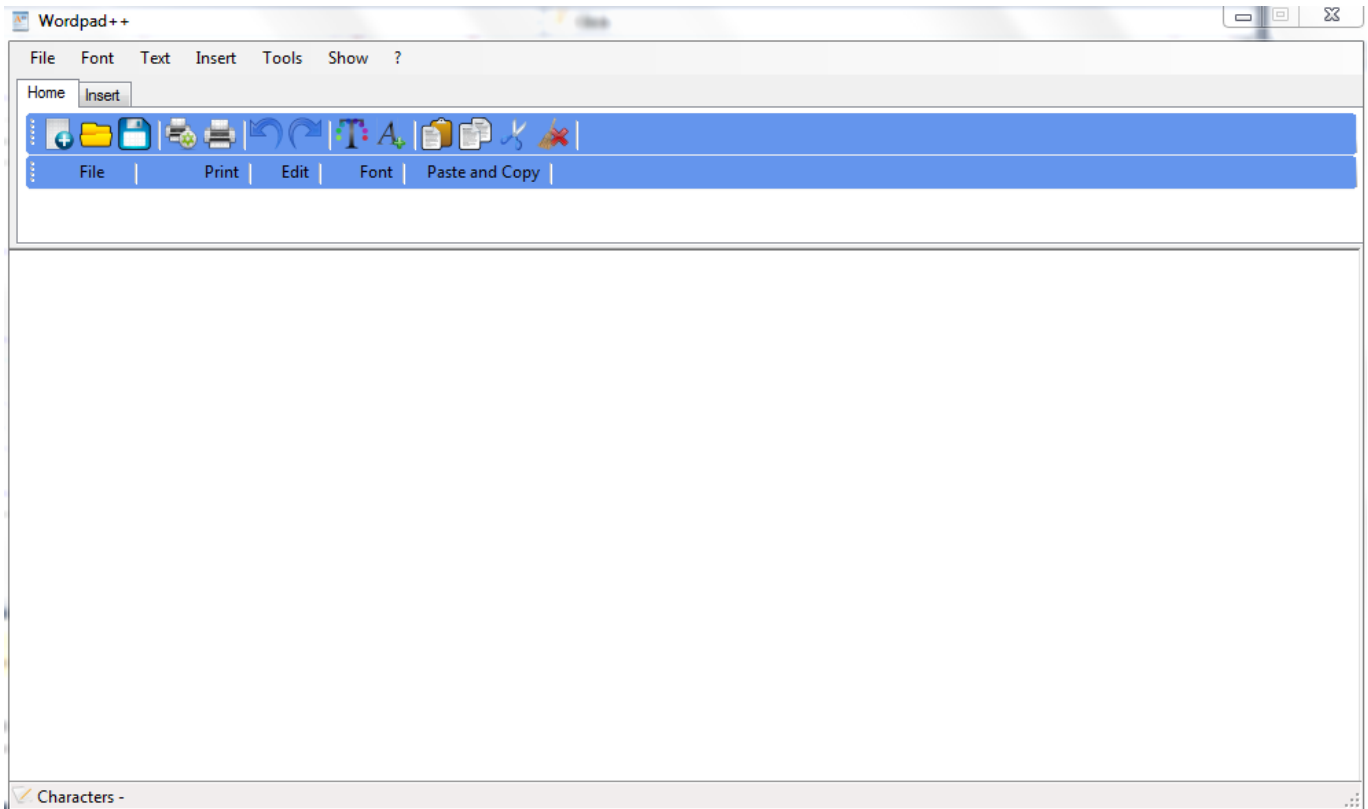 Wordpad++
File Font Text Insert Tools Show ?
Home Insert
File Print Edit Font Paste and Copy
Characters -